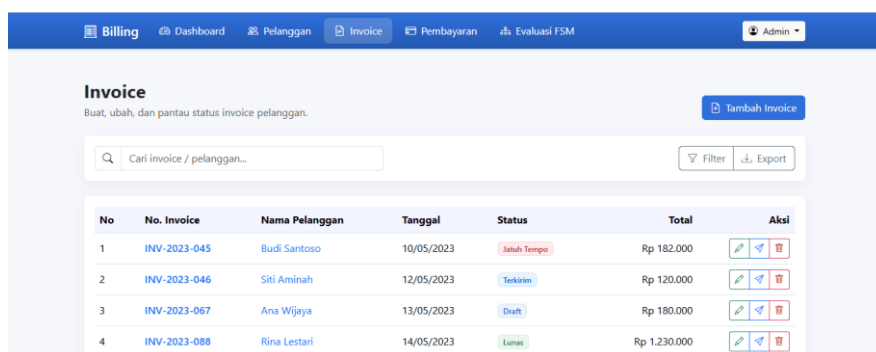 Billing Dashboard Pelanggan Invoice Pembayaran Evaluasi FSM Admin
Invoice
Buat, ubah, dan pantau status invoice pelanggan.
Tambah Invoice
Cari invoice / pelanggan... Filter Export
No No. Invoice Nama Pelanggan Tanggal Status Total Aksi
1 INV-2023-045 Budi Santoso 10/05/2023 Jatuh Tempo Rp 182.000
2 INV-2023-046 Siti Aminah 12/05/2023 Terkirim Rp 120.000
3 INV-2023-067 Ana Wijaya 13/05/2023 Draft Rp 180.000
4 INV-2023-088 Rina Lestari 14/05/2023 Lunas Rp 1.230.000